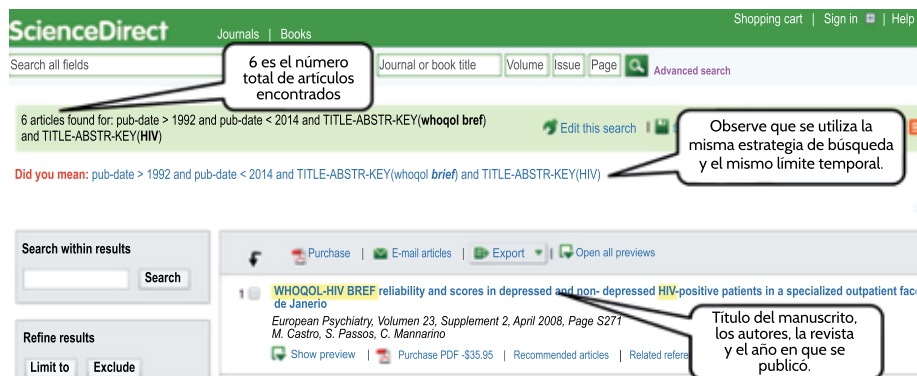 ScienceDirect
Journals | Books
Shopping cart | Sign in | Help
Search all fields
Journal or book title
Volume
Issue
Page
Advanced search
6 es el número
total de artículos
encontrados
6 articles found for: pub-date > 1992 and pub-date < 2014 and TITLE-ABSTR-KEY(whoqol bref)
and TITLE-ABSTR-KEY(HIV)
Edit this search |
Observe que se utiliza la
misma estrategia de búsqueda
y el mismo límite temporal.
Did you mean: pub-date > 1992 and pub-date < 2014 and TITLE-ABSTR-KEY(whoqol brief) and TITLE-ABSTR-KEY(HIV)
Search within results
Search
Refine results
Limit to
Exclude
Purchase | E-mail articles | Export | Open all previews
1 WHOQOL-HIV BREF reliability and scores in depressed and non- depressed HIV-positive patients in a specialized outpatient
de Janerio
European Psychiatry, Volumen 23, Supplement 2, April 2008, Page S271
M. Castro, S. Passos, C. Mannarino
Show preview | Purchase PDF -$35.95 | Recommended articles | Related
Título del manuscrito,
los autores, la revista
y el año en que se
publicó.